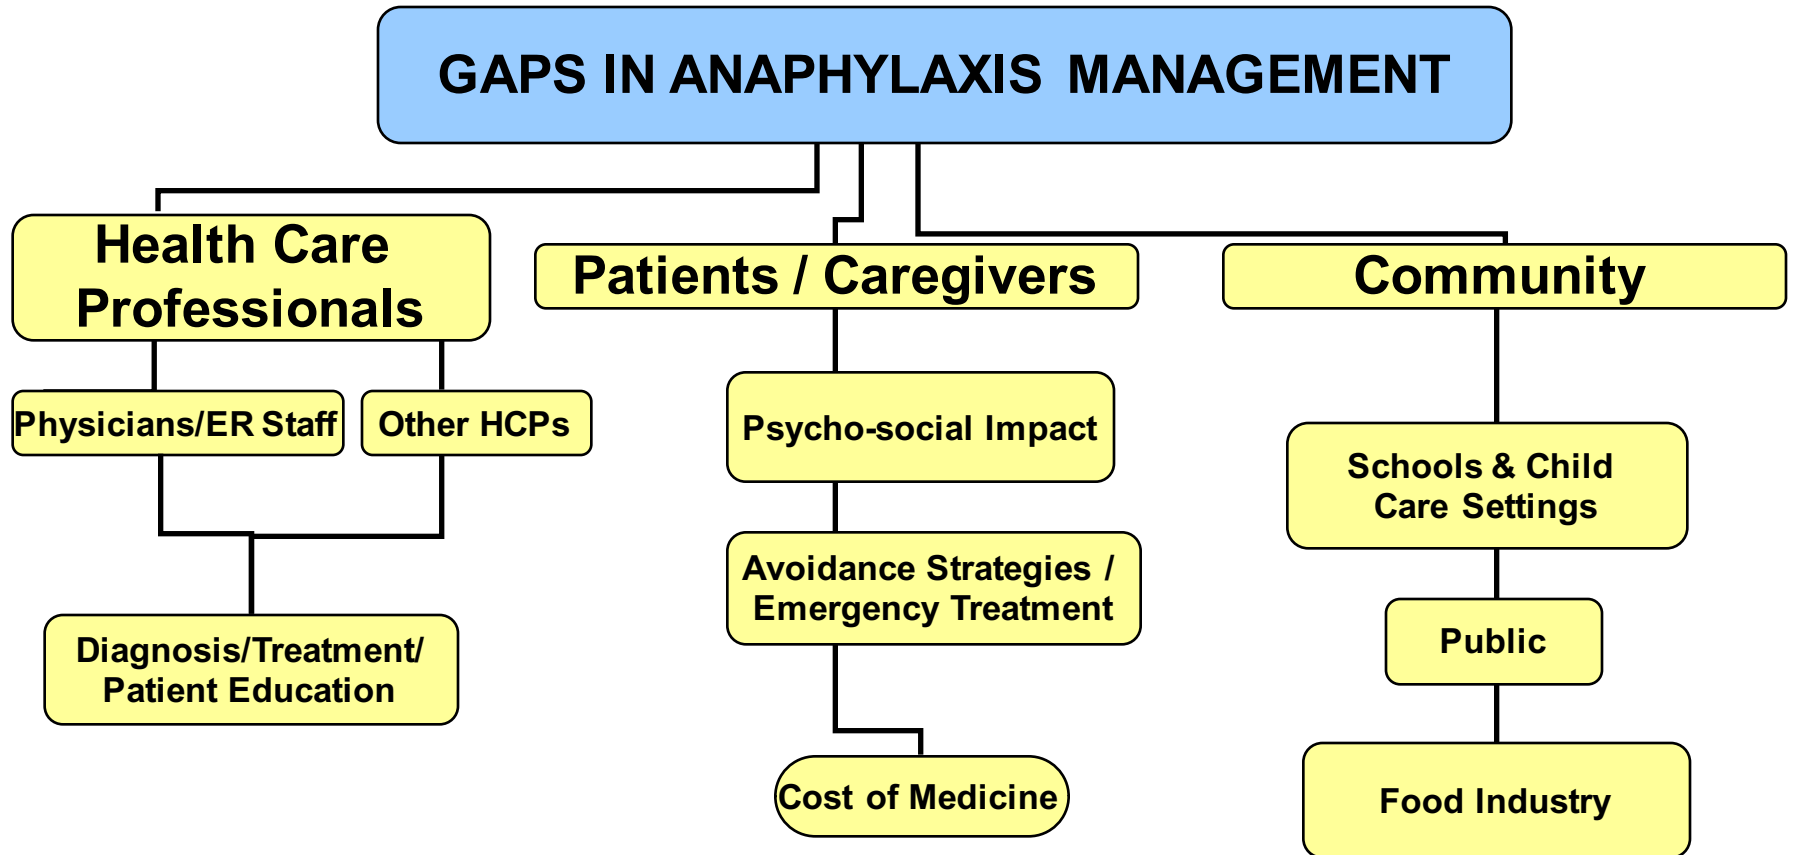 GAPS IN ANAPHYLAXIS MANAGEMENT
Health Care
Professionals
Patients / Caregivers
Community
Physicians/ER Staff
Other HCPs
Psycho-social Impact
Schools & Child
Care Settings
Avoidance Strategies /
Emergency Treatment
Diagnosis/Treatment/
Patient Education
Public
Cost of Medicine
Food Industry